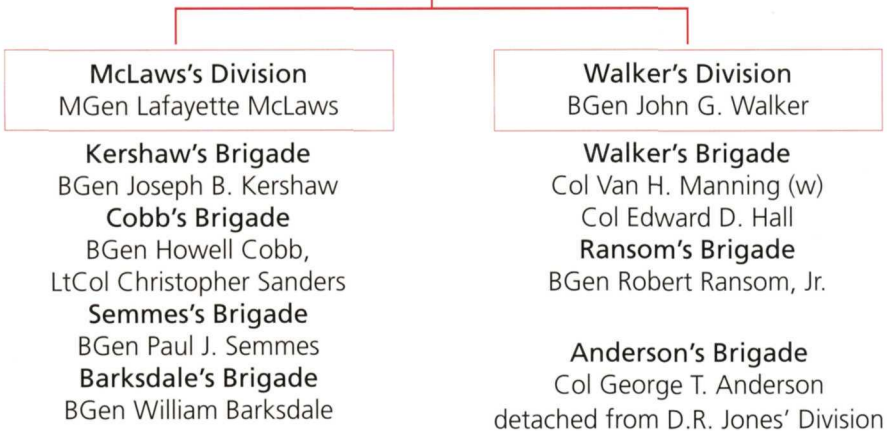 McLaws's Division
MGen Lafayette McLaws
Kershaw's Brigade
BGen Joseph B. Kershaw
Cobb's Brigade
BGen Howell Cobb,
LtCol Christopher Sanders
Semmes's Brigade
BGen Paul J. Semmes
Barksdale's Brigade
BGen William Barksdale
Walker's Division
BGen John G. Walker
Walker's Brigade
Col Van H. Manning (w)
Col Edward D. Hall
Ransom's Brigade
BGen Robert Ransom, Jr.
Anderson's Brigade
Col George T. Anderson
detached from D.R. Jones' Division